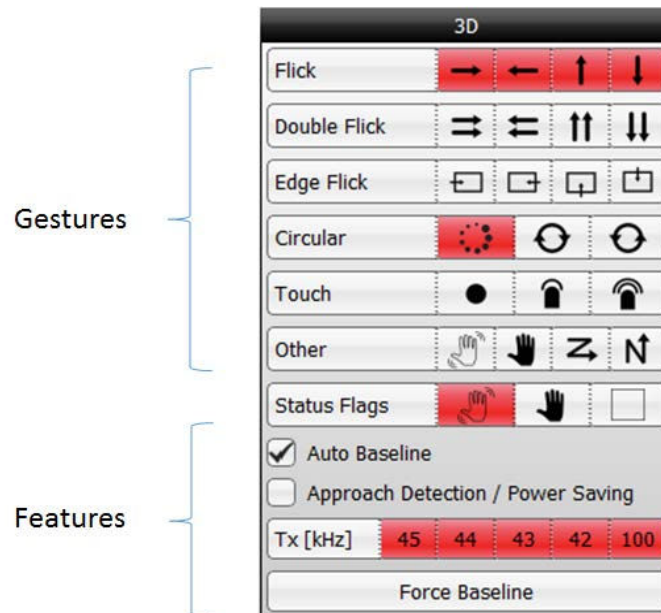 3D
Flick
Double Flick
Edge Flick
Gestures
Circular
Touch
Other
Status Flags
Auto Baseline
Approach Detection / Power Saving
Features
Tx [kHz] 45 44 43 42 100
Force Baseline